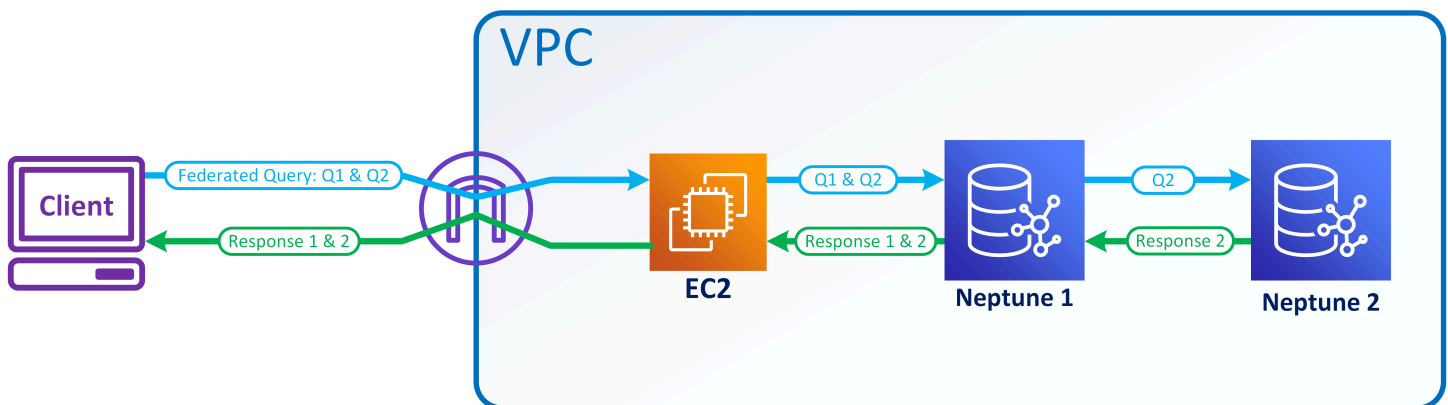 VPC
Federated Query: Q1 & Q2
Q1 & Q2
Q2
Client
Response 1 & 2
Response 1 & 2
Response 2
EC2
Neptune 1
Neptune 2